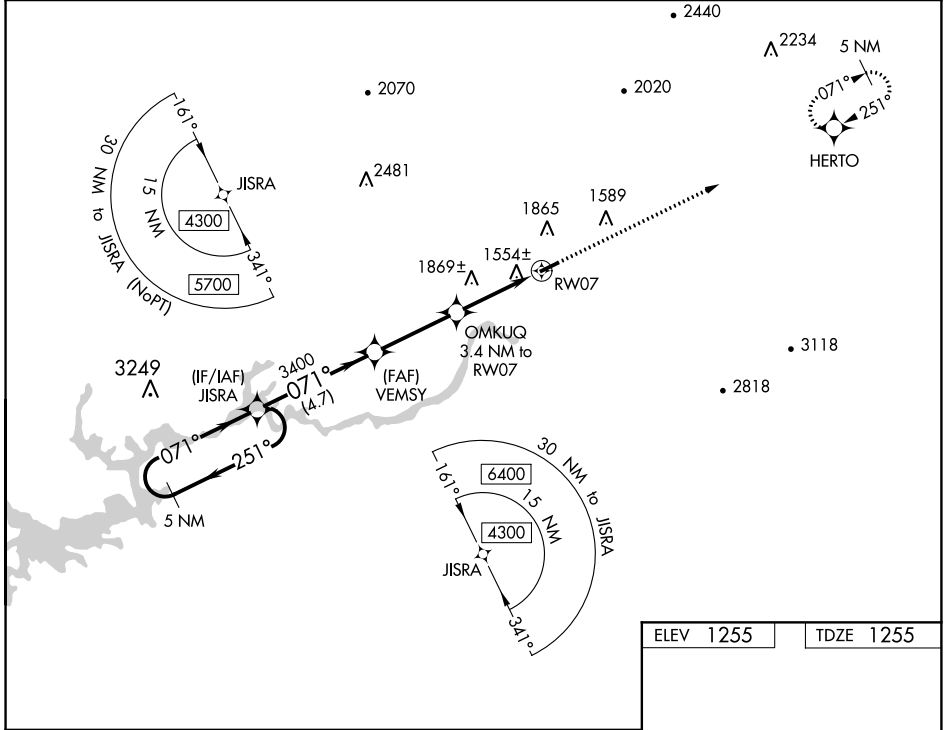 2440
2234
5 NM
071°
251°
HERTO
2070
2020
161°
30 NM to JISRA (NoPT)
15 NM
JISRA
4300
341°
5700
2481
1865
1589
1869±
1554±
RW07
OMKUQ
3.4 NM to
RW07
3118
2818
3249
(IF/IAF)
JISRA
3400
071°
(4.7)
(FAF)
VEMSY
071°
251°
5 NM
30 NM to JISRA
161°
6400
15 NM
4300
JISRA
341°
ELEV 1255
TDZE 1255